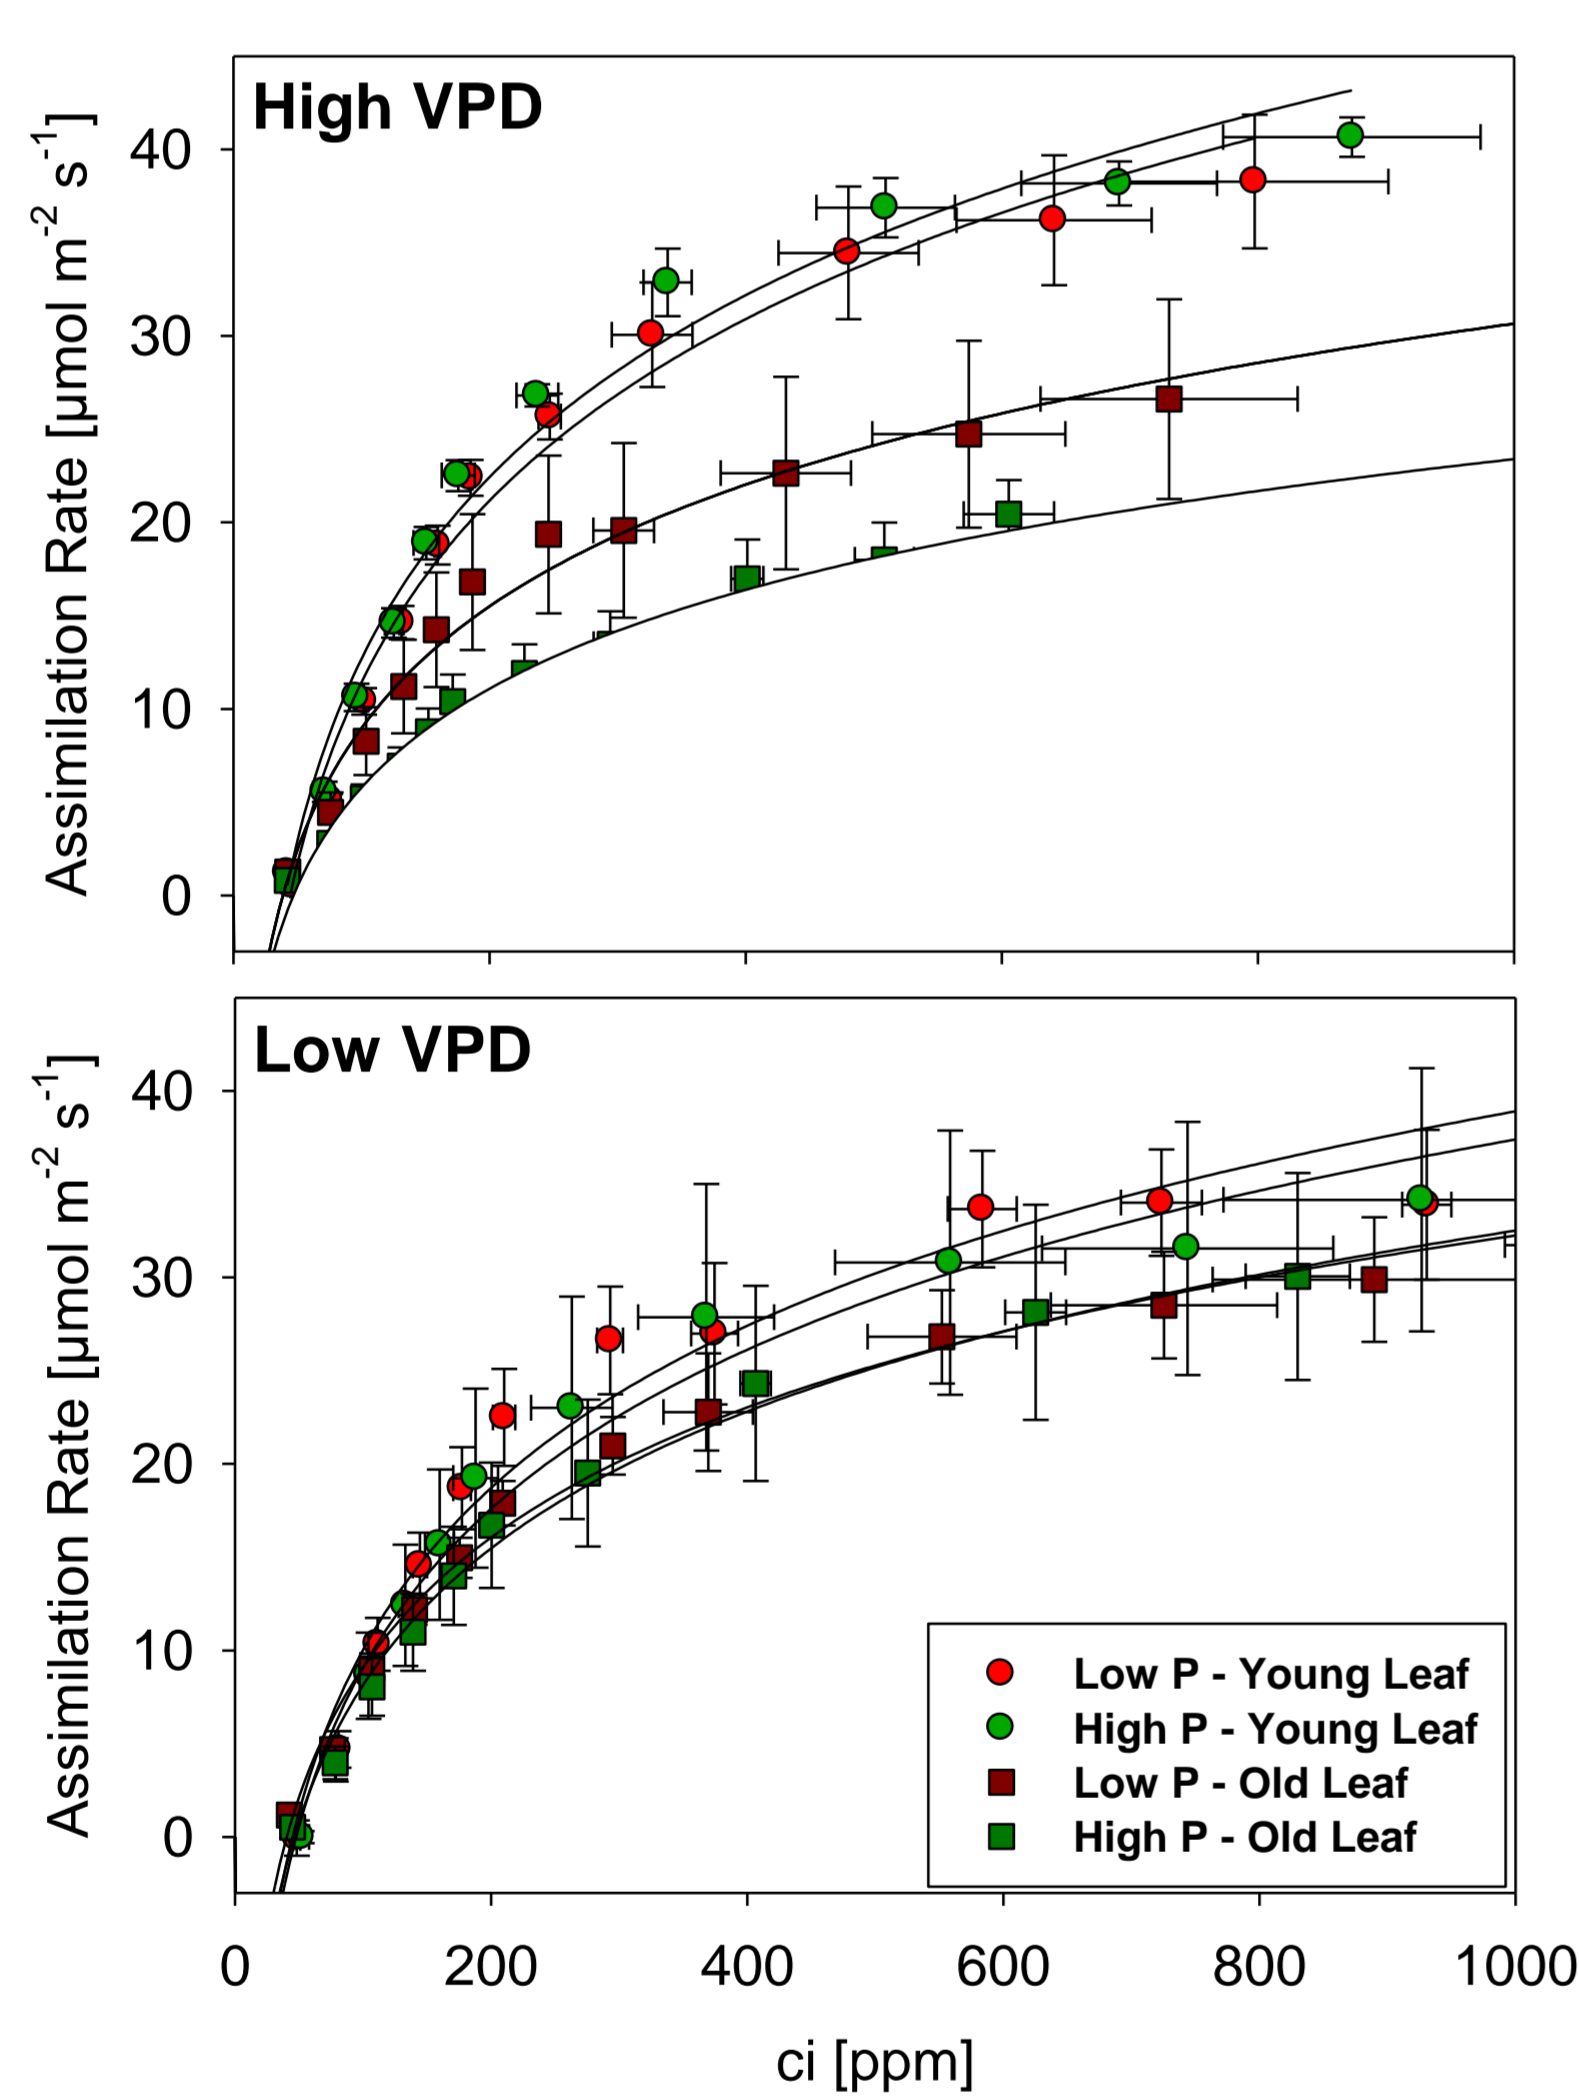 High VPD
Assimilation Rate [µmol m-2 s-1]
40
30
20
10
0
Low VPD
Assimilation Rate [µmol m-2 s-1]
40
30
20
10
0
Low P - Young Leaf
High P - Young Leaf
Low P - Old Leaf
High P - Old Leaf
0 200 400 600 800 1000
ci [ppm]